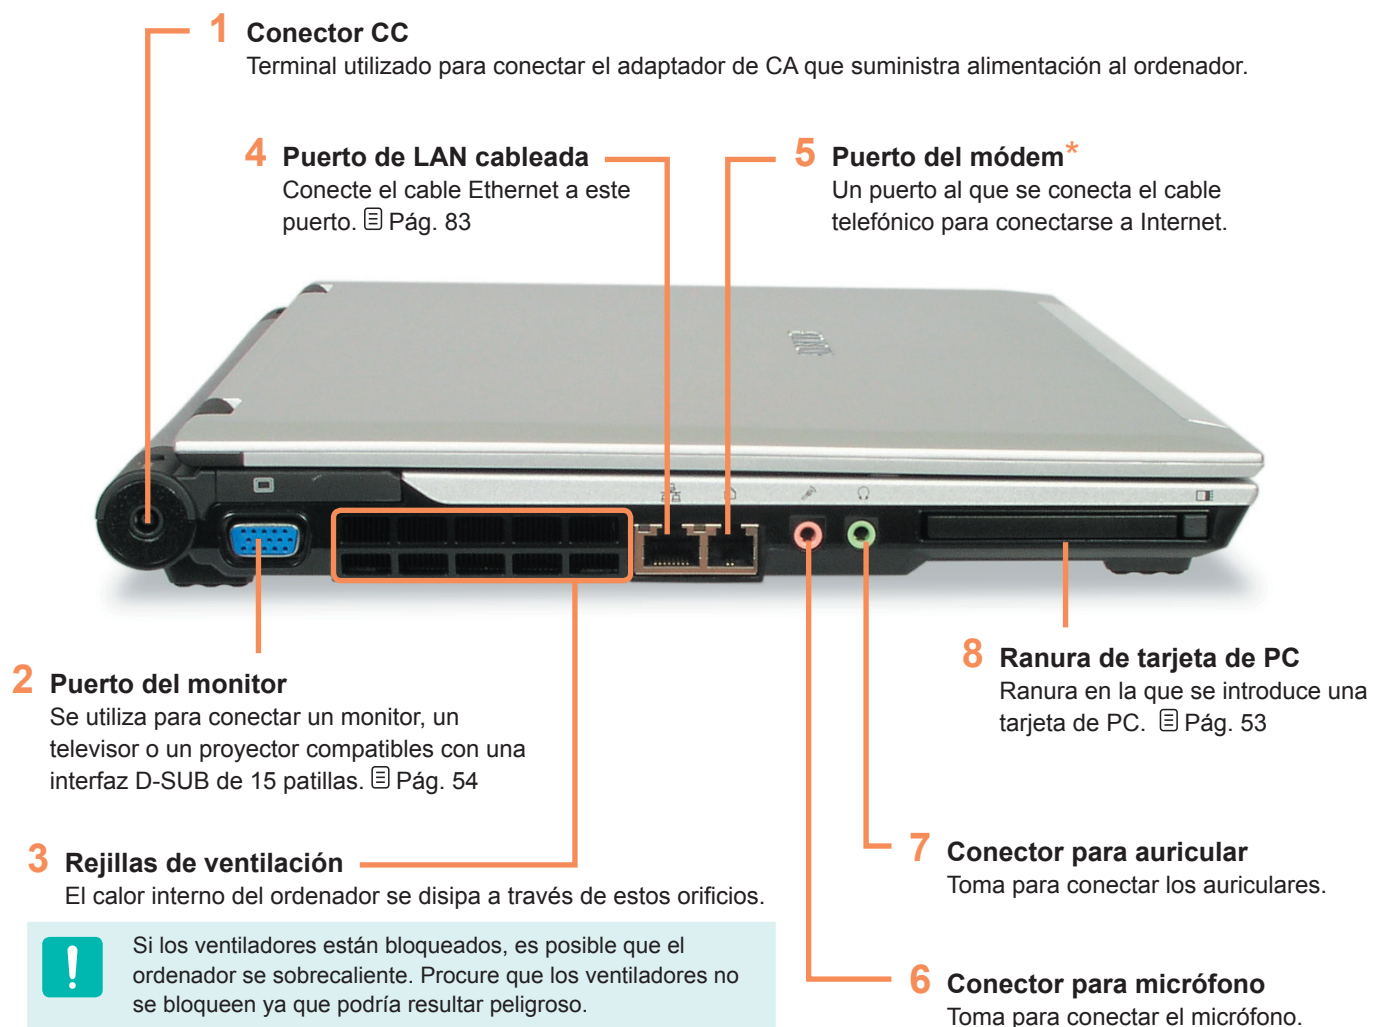 1 Conector CC
Terminal utilizado para conectar el adaptador de CA que suministra alimentación al ordenador.
4 Puerto de LAN cableada
Conecte el cable Ethernet a este
puerto. Pág. 83
5 Puerto del módem*
Un puerto al que se conecta el cable
telefónico para conectarse a Internet.
2 Puerto del monitor
Se utiliza para conectar un monitor, un
televisor o un proyector compatibles con una
interfaz D-SUB de 15 patillas. Pág. 54
8 Ranura de tarjeta de PC
Ranura en la que se introduce una
tarjeta de PC. Pág. 53
3 Rejillas de ventilación
El calor interno del ordenador se disipa a través de estos orificios.
! Si los ventiladores están bloqueados, es posible que el
ordenador se sobrecaliente. Procure que los ventiladores no
se bloqueen ya que podría resultar peligroso.
7 Conector para auricular
Toma para conectar los auriculares.
6 Conector para micrófono
Toma para conectar el micrófono.